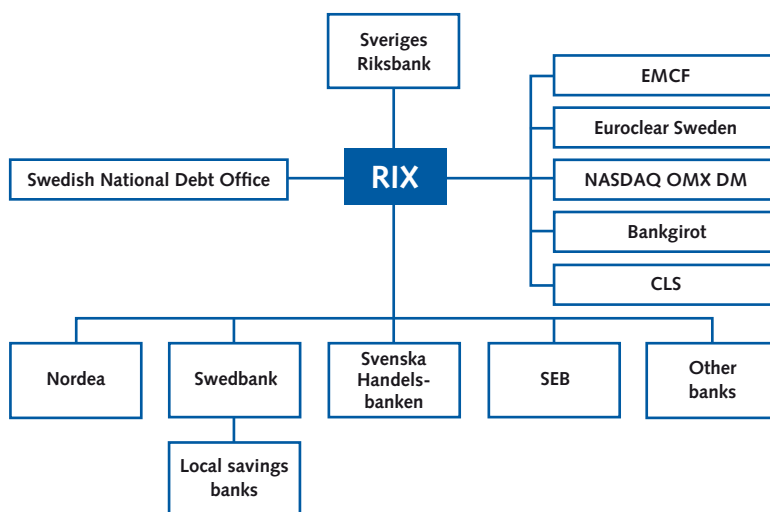 Sveriges
Riksbank
EMCF
Euroclear Sweden
Swedish National Debt Office
RIX
NASDAQ OMX DM
Bankgirot
CLS
Nordea
Swedbank
Svenska
Handels-
banken
SEB
Other
banks
Local savings
banks